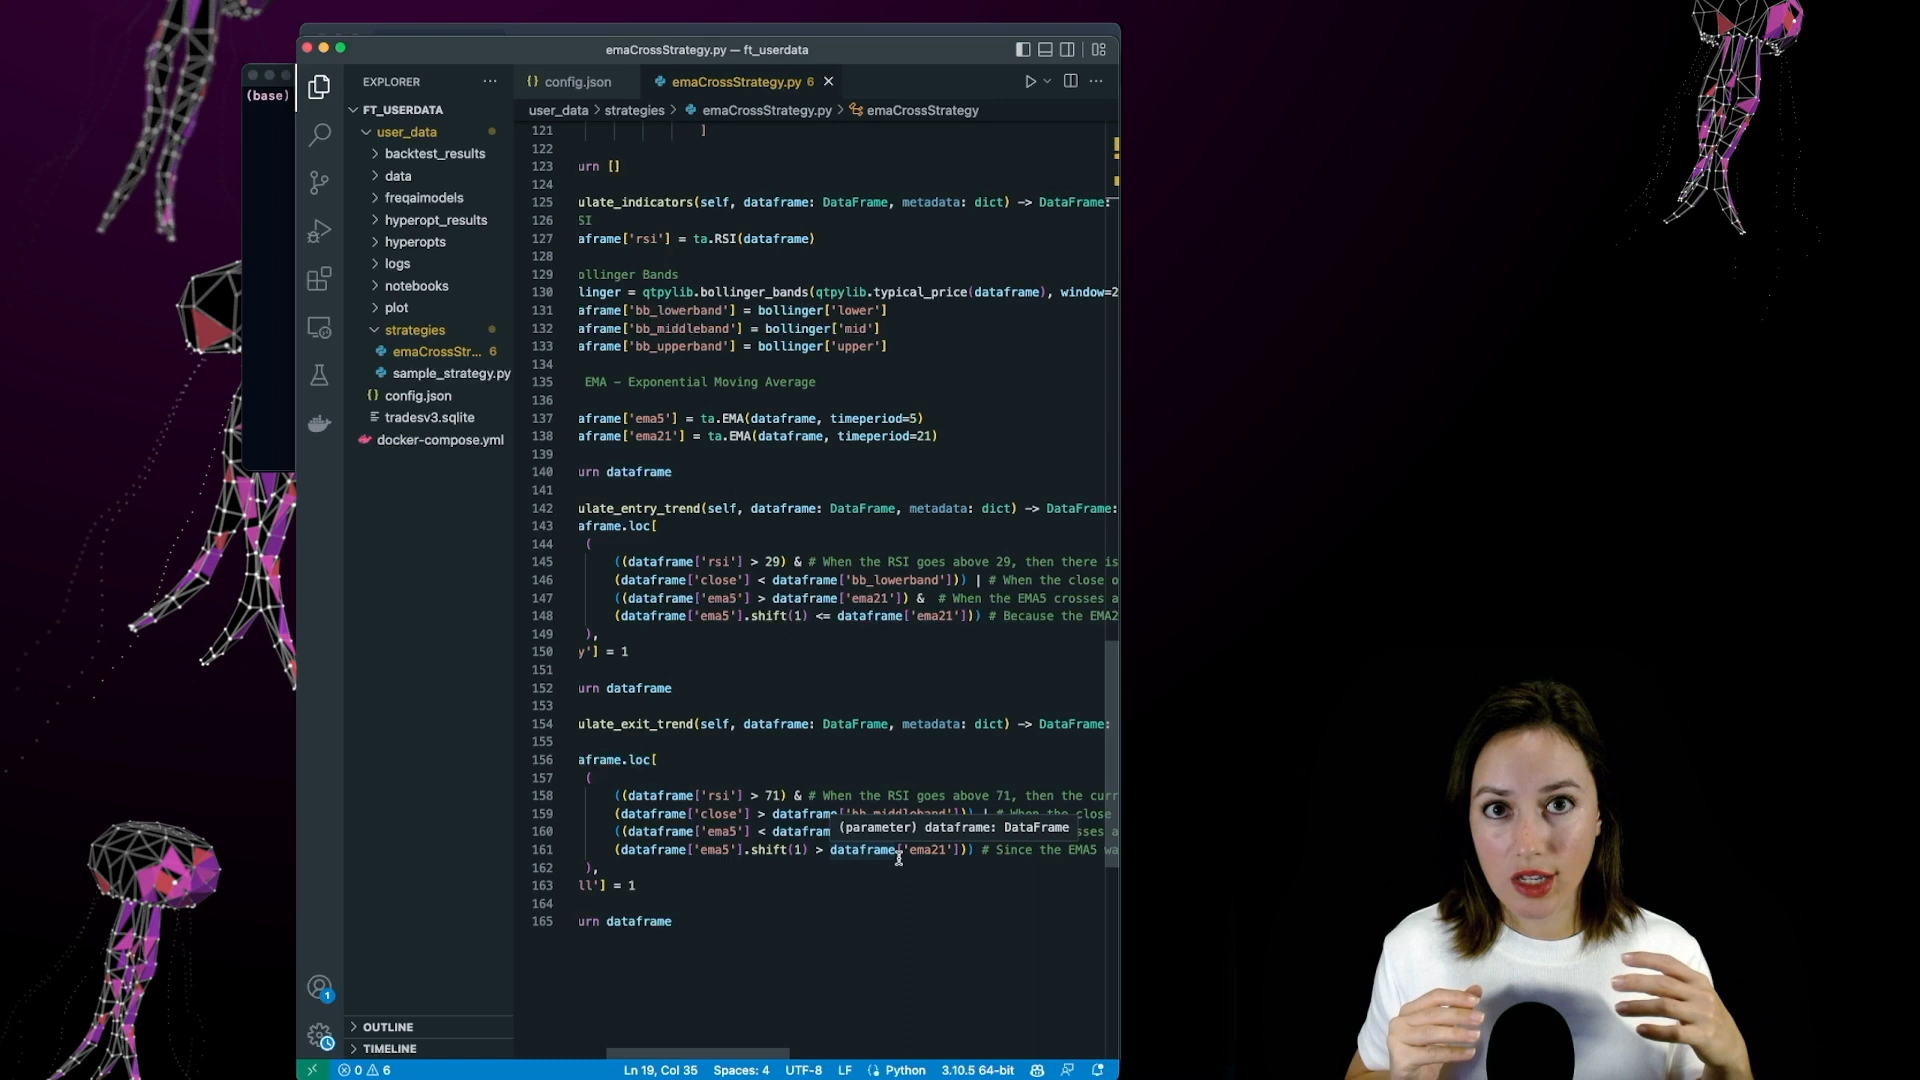 emaCrossStrategy.py — ft_userdata
(base)
EXPLORER
config.json
emaCrossStrategy.py 6
FT_USERDATA
user_data > strategies > emaCrossStrategy.py > emaCrossStrategy
user_data
backtest_results
data
freqaimodels
hyperopt_results
hyperopts
logs
notebooks
plot
strategies
emaCrossStr... 6
sample_strategy.py
config.json
tradesv3.sqlite
docker-compose.yml
OUTLINE
TIMELINE
1
121 ]
122
123 urn []
124
125 ulate_indicators(self, dataframe: DataFrame, metadata: dict) -> DataFrame:
126 SI
127 aframe['rsi'] = ta.RSI(dataframe)
128
129 ollinger Bands
130 linger = qtpylib.bollinger_bands(qtpylib.typical_price(dataframe), window=2
131 aframe['bb_lowerband'] = bollinger['lower']
132 aframe['bb_middleband'] = bollinger['mid']
133 aframe['bb_upperband'] = bollinger['upper']
134
135 EMA - Exponential Moving Average
136
137 aframe['ema5'] = ta.EMA(dataframe, timeperiod=5)
138 aframe['ema21'] = ta.EMA(dataframe, timeperiod=21)
139
140 urn dataframe
141
142 ulate_entry_trend(self, dataframe: DataFrame, metadata: dict) -> DataFrame:
143 aframe.loc[
144 (
145 ((dataframe['rsi'] > 29) & # When the RSI goes above 29, then there is
146 (dataframe['close'] < dataframe['bb_lowerband'])) | # When the close o
147 ((dataframe['ema5'] > dataframe['ema21']) & # When the EMA5 crosses a
148 (dataframe['ema5'].shift(1) <= dataframe['ema21'])) # Because the EMA2
149 ),
150 y'] = 1
151
152 urn dataframe
153
154 ulate_exit_trend(self, dataframe: DataFrame, metadata: dict) -> DataFrame:
155
156 aframe.loc[
157 (
158 ((dataframe['rsi'] > 71) & # When the RSI goes above 71, then the curr
159 (dataframe['close'] > dataframe['bb_middleband'])) | # When the close
(parameter) dataframe: DataFrame
160 ((dataframe['ema5'] < datafram sses a
161 (dataframe['ema5'].shift(1) > dataframe['ema21'])) # Since the EMA5 wa
162 ),
163 ll'] = 1
164
165 urn dataframe
0 6 Ln 19, Col 35 Spaces: 4 UTF-8 LF Python 3.10.5 64-bit